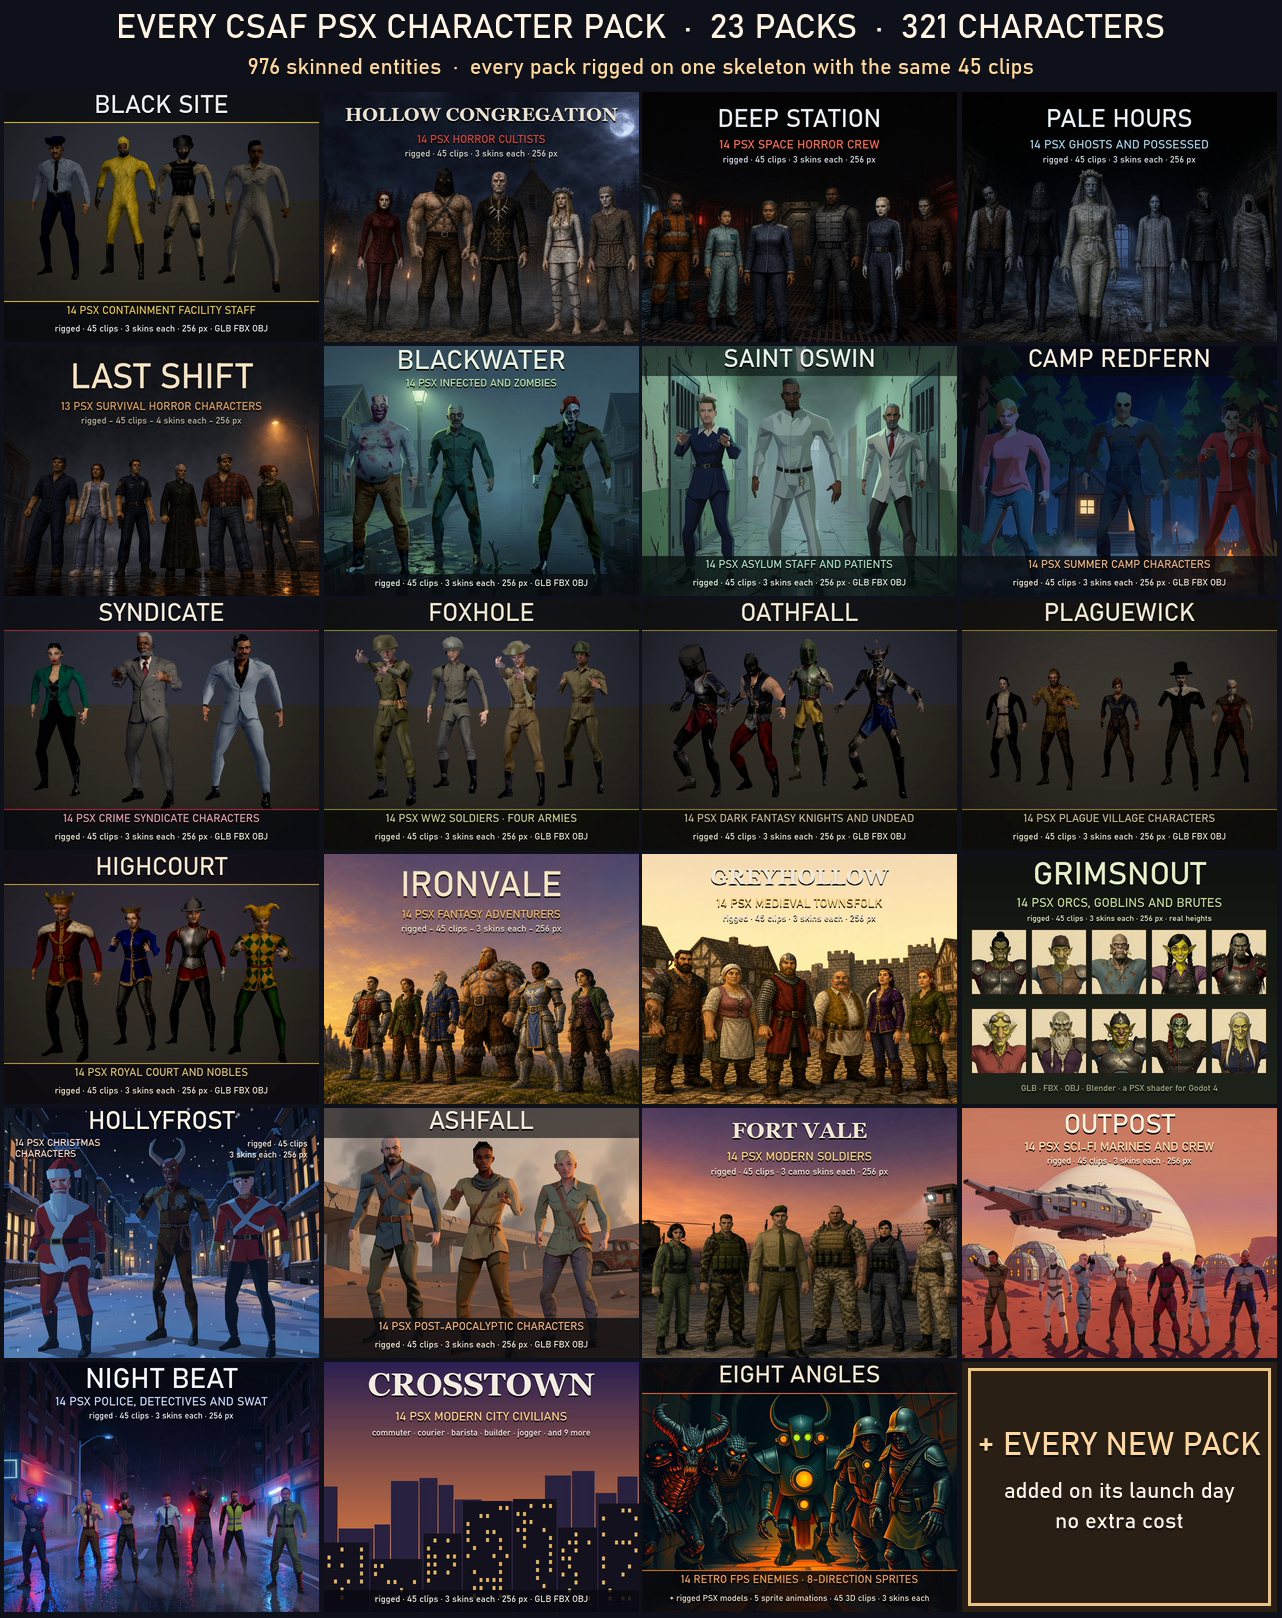 EVERY CSAF PSX CHARACTER PACK · 23 PACKS · 321 CHARACTERS
976 skinned entities · every pack rigged on one skeleton with the same 45 clips
BLACK SITE
14 PSX CONTAINMENT FACILITY STAFF
rigged · 45 clips · 3 skins each · 256 px · GLB FBX OBJ
HOLLOW CONGREGATION
14 PSX HORROR CULTISTS
rigged · 45 clips · 3 skins each · 256 px
DEEP STATION
14 PSX SPACE HORROR CREW
rigged · 45 clips · 3 skins each · 256 px
PALE HOURS
14 PSX GHOSTS AND POSSESSED
rigged · 45 clips · 3 skins each · 256 px
LAST SHIFT
13 PSX SURVIVAL HORROR CHARACTERS
rigged - 45 clips - 4 skins each - 256 px
BLACKWATER
14 PSX INFECTED AND ZOMBIES
rigged · 45 clips · 3 skins each · 256 px · GLB FBX OBJ
SAINT OSWIN
14 PSX ASYLUM STAFF AND PATIENTS
rigged · 45 clips · 3 skins each · 256 px · GLB FBX OBJ
CAMP REDFERN
14 PSX SUMMER CAMP CHARACTERS
rigged · 45 clips · 3 skins each · 256 px · GLB FBX OBJ
SYNDICATE
14 PSX CRIME SYNDICATE CHARACTERS
rigged · 45 clips · 3 skins each · 256 px · GLB FBX OBJ
FOXHOLE
14 PSX WW2 SOLDIERS · FOUR ARMIES
rigged · 45 clips · 3 skins each · 256 px · GLB FBX OBJ
OATHFALL
14 PSX DARK FANTASY KNIGHTS AND UNDEAD
rigged · 45 clips · 3 skins each · 256 px · GLB FBX OBJ
PLAGUEWICK
14 PSX PLAGUE VILLAGE CHARACTERS
rigged · 45 clips · 3 skins each · 256 px · GLB FBX OBJ
HIGHCOURT
14 PSX ROYAL COURT AND NOBLES
rigged · 45 clips · 3 skins each · 256 px · GLB FBX OBJ
IRONVALE
14 PSX FANTASY ADVENTURERS
rigged - 45 clips - 3 skins each - 256 px
GREYHOLLOW
14 PSX MEDIEVAL TOWNSFOLK
rigged · 45 clips · 3 skins each · 256 px
GRIMSNOUT
14 PSX ORCS, GOBLINS AND BRUTES
rigged · 45 clips · 3 skins each · 256 px · real heights
GLB · FBX · OBJ · Blender · a PSX shader for Godot 4
HOLLYFROST
14 PSX CHRISTMAS
CHARACTERS
rigged · 45 clips
3 skins each · 256 px
ASHFALL
14 PSX POST-APOCALYPTIC CHARACTERS
rigged · 45 clips · 3 skins each · 256 px · GLB FBX OBJ
FORT VALE
14 PSX MODERN SOLDIERS
rigged · 45 clips · 3 camo skins each · 256 px
OUTPOST
14 PSX SCI-FI MARINES AND CREW
rigged · 45 clips · 3 skins each · 256 px
NIGHT BEAT
14 PSX POLICE, DETECTIVES AND SWAT
rigged · 45 clips · 3 skins each · 256 px
CROSSTOWN
14 PSX MODERN CITY CIVILIANS
commuter · courier · barista · builder · jogger · and 9 more
rigged · 45 clips · 3 skins each · 256 px · GLB FBX OBJ
EIGHT ANGLES
14 RETRO FPS ENEMIES · 8-DIRECTION SPRITES
+ rigged PSX models · 5 sprite animations · 45 3D clips · 3 skins each
+ EVERY NEW PACK
added on its launch day
no extra cost